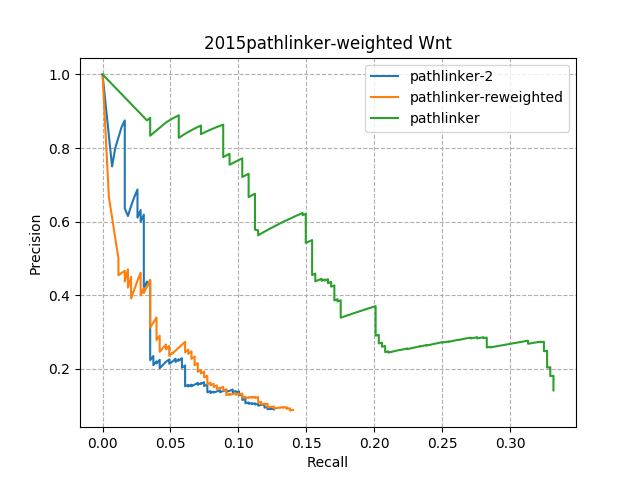 2015pathlinker-weighted Wnt
pathlinker-2
pathlinker-reweighted
pathlinker
Precision
1.0
0.8
0.6
0.4
0.2
0.00 0.05 0.10 0.15 0.20 0.25 0.30
Recall